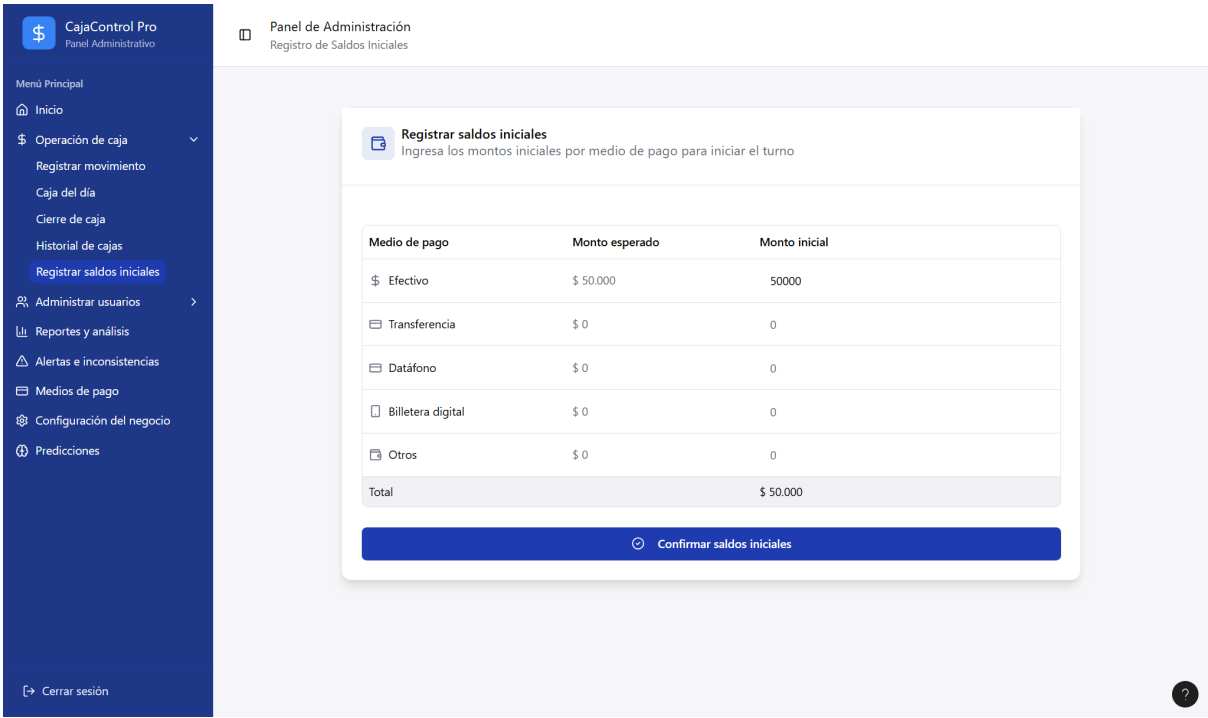 CajaControl Pro
Panel Administrativo
Menú Principal
Inicio
$ Operación de caja
Registrar movimiento
Caja del día
Cierre de caja
Historial de cajas
Registrar saldos iniciales
Administrar usuarios
Reportes y análisis
Alertas e inconsistencias
Medios de pago
Configuración del negocio
Predicciones
Cerrar sesión
Panel de Administración
Registro de Saldos Iniciales
Registrar saldos iniciales
Ingresa los montos iniciales por medio de pago para iniciar el turno
Medio de pago Monto esperado Monto inicial
$ Efectivo $ 50.000 50000
Transferencia $ 0 0
Datáfono $ 0 0
Billetera digital $ 0 0
Otros $ 0 0
Total $ 50.000
Confirmar saldos iniciales
?